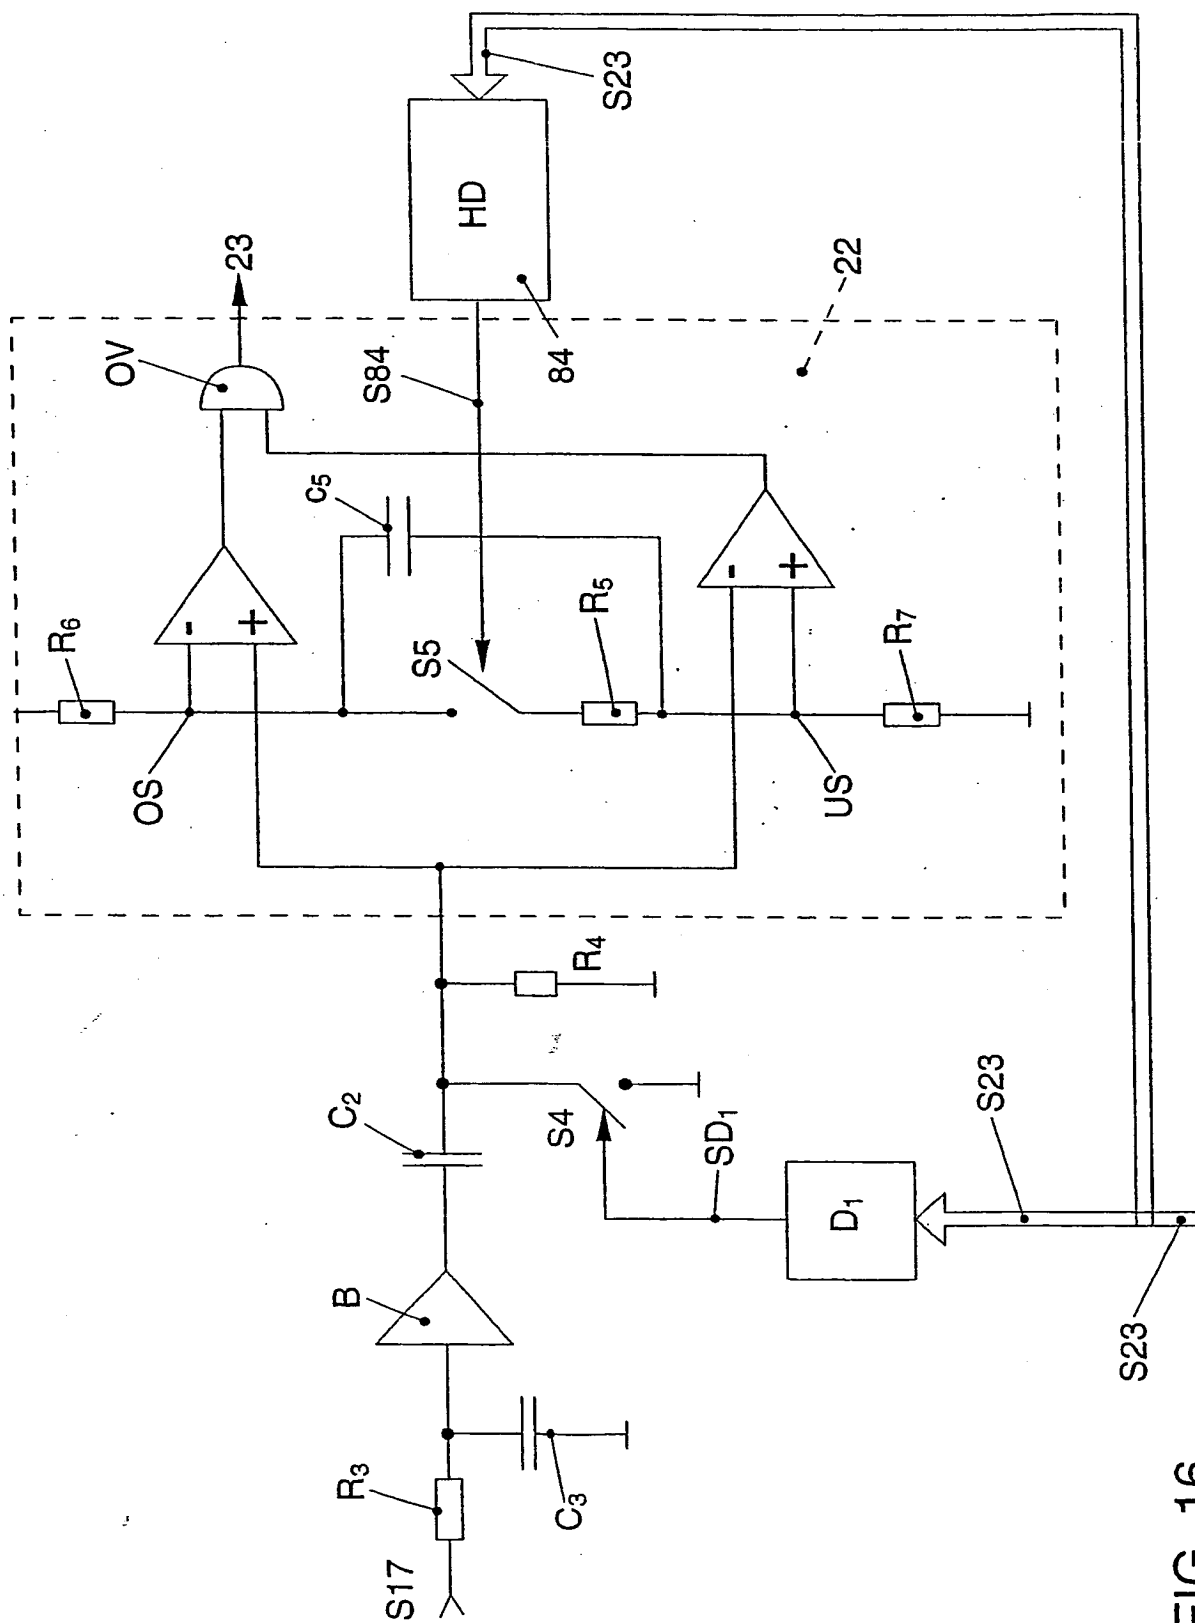 S17
R3
C3
B
C2
S4
SD1
D1
S23
S23
R4
OS
R6
US
R7
S5
R5
C5
OV
23
S84
HD
84
S23
22
-
+
-
+
FIG. 16